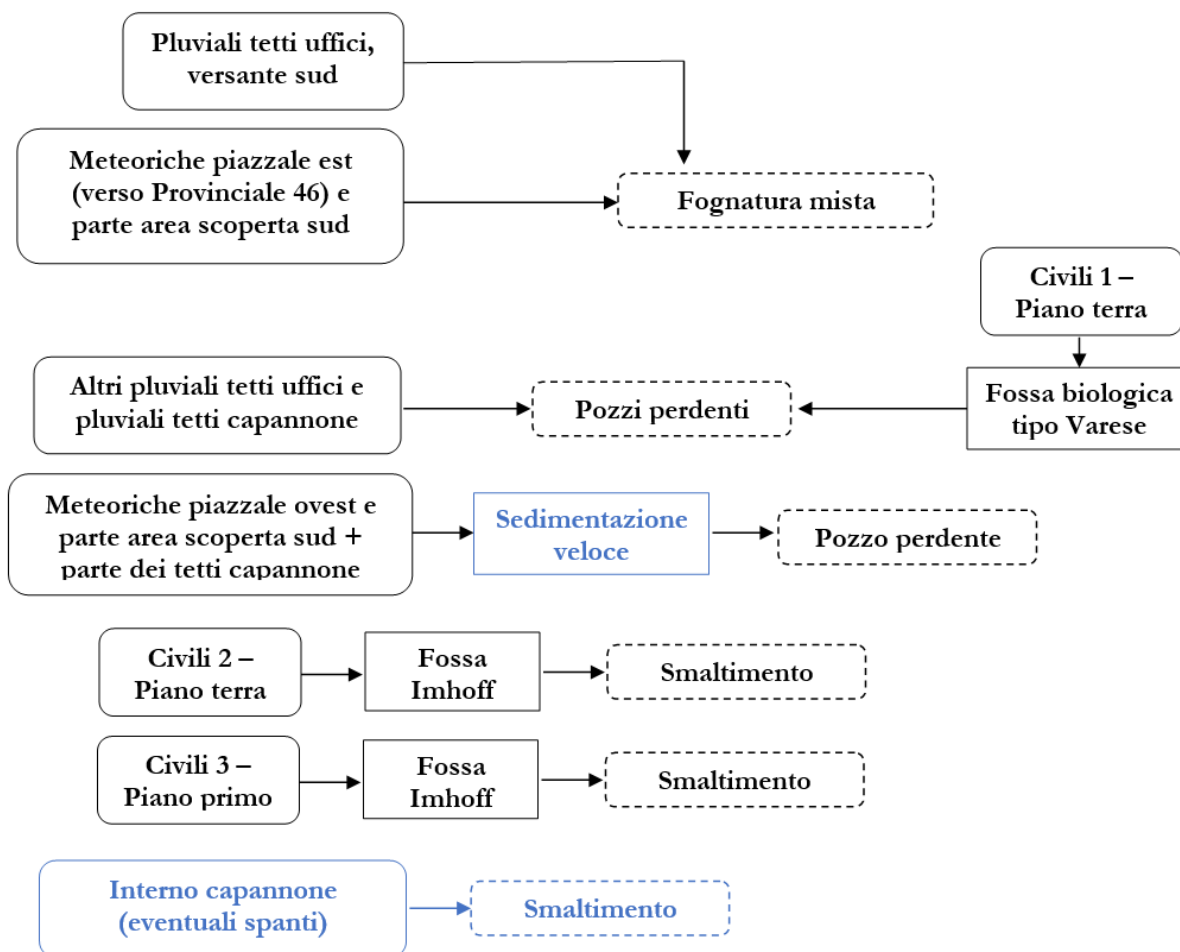 Pluviali tetti uffici,
versante sud
Meteoriche piazzale est
(verso Provinciale 46) e
parte area scoperta sud
Fognatura mista
Civili 1 –
Piano terra
Altri pluviali tetti uffici e
pluviali tetti capannone
Pozzi perdenti
Fossa biologica
tipo Varese
Meteoriche piazzale ovest e
parte area scoperta sud +
parte dei tetti capannone
Sedimentazione
veloce
Pozzo perdente
Civili 2 –
Piano terra
Fossa
Imhoff
Smaltimento
Civili 3 –
Piano primo
Fossa
Imhoff
Smaltimento
Interno capannone
(eventuali spanti)
Smaltimento